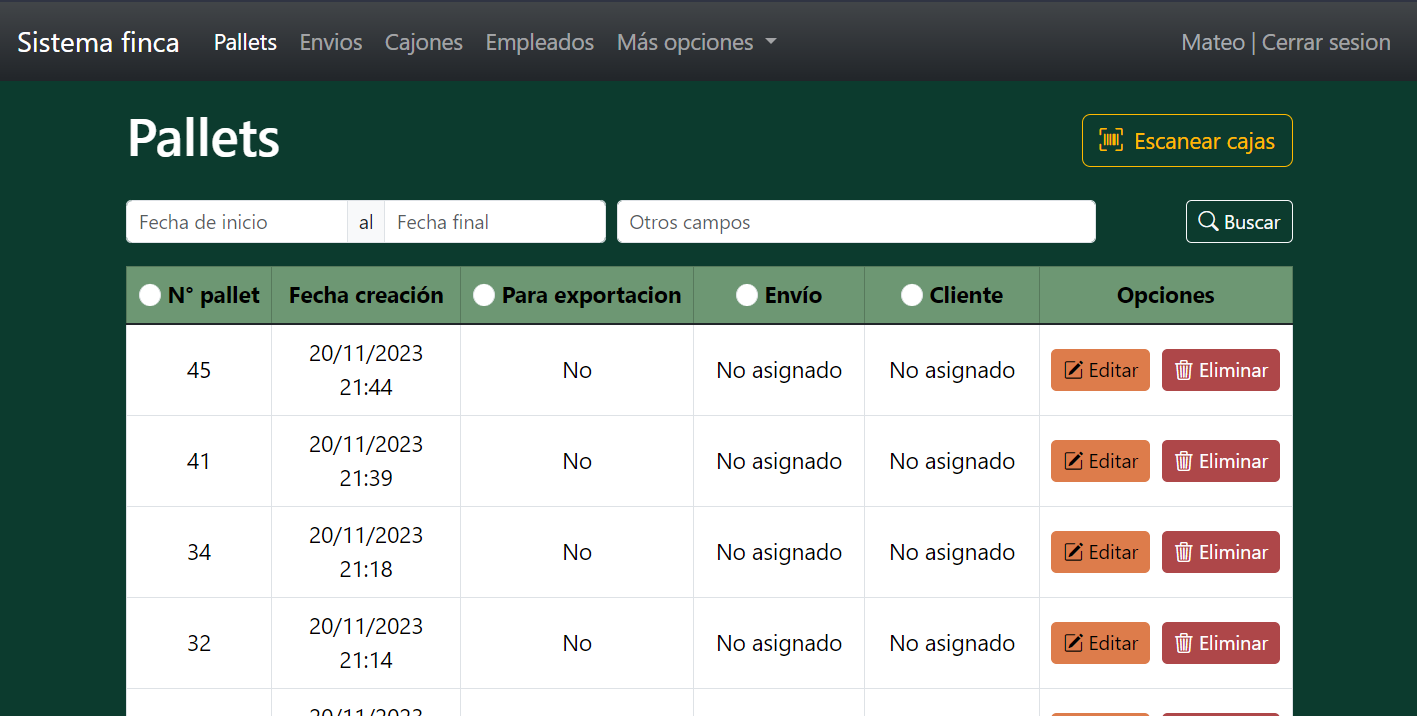 Sistema finca Pallets Envios Cajones Empleados Más opciones Mateo | Cerrar sesion
Pallets Escanear cajas
Fecha de inicio al Fecha final Otros campos Buscar
N° pallet Fecha creación Para exportacion Envío Cliente Opciones
45 20/11/2023 21:44 No No asignado No asignado Editar Eliminar
41 20/11/2023 21:39 No No asignado No asignado Editar Eliminar
34 20/11/2023 21:18 No No asignado No asignado Editar Eliminar
32 20/11/2023 21:14 No No asignado No asignado Editar Eliminar
20/11/2023